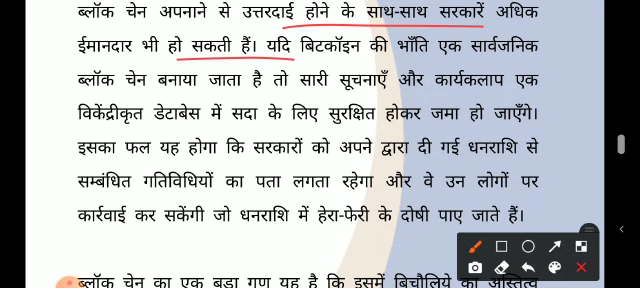 ब्लॉक चेन अपनाने से उत्तरदाई होने के साथ-साथ सरकारें अधिक
ईमानदार भी हो सकती हैं। यदि बिटकॉइन की भाँति एक सार्वजनिक
ब्लॉक चेन बनाया जाता है तो सारी सूचनाएँ और कार्यकलाप एक
विकेंद्रीकृत डेटाबेस में सदा के लिए सुरक्षित होकर जमा हो जाएँगे।
इसका फल यह होगा कि सरकारों को अपने द्वारा दी गई धनराशि से
सम्बंधित गतिविधियों का पता लगता रहेगा और वे उन लोगों पर
कार्रवाई कर सकेंगी जो धनराशि में हेरा-फेरी के दोषी पाए जाते हैं।
ब्लॉक चेन का एक बड़ा गुण यह है कि इसमें बिचौलिये का अस्तित्व